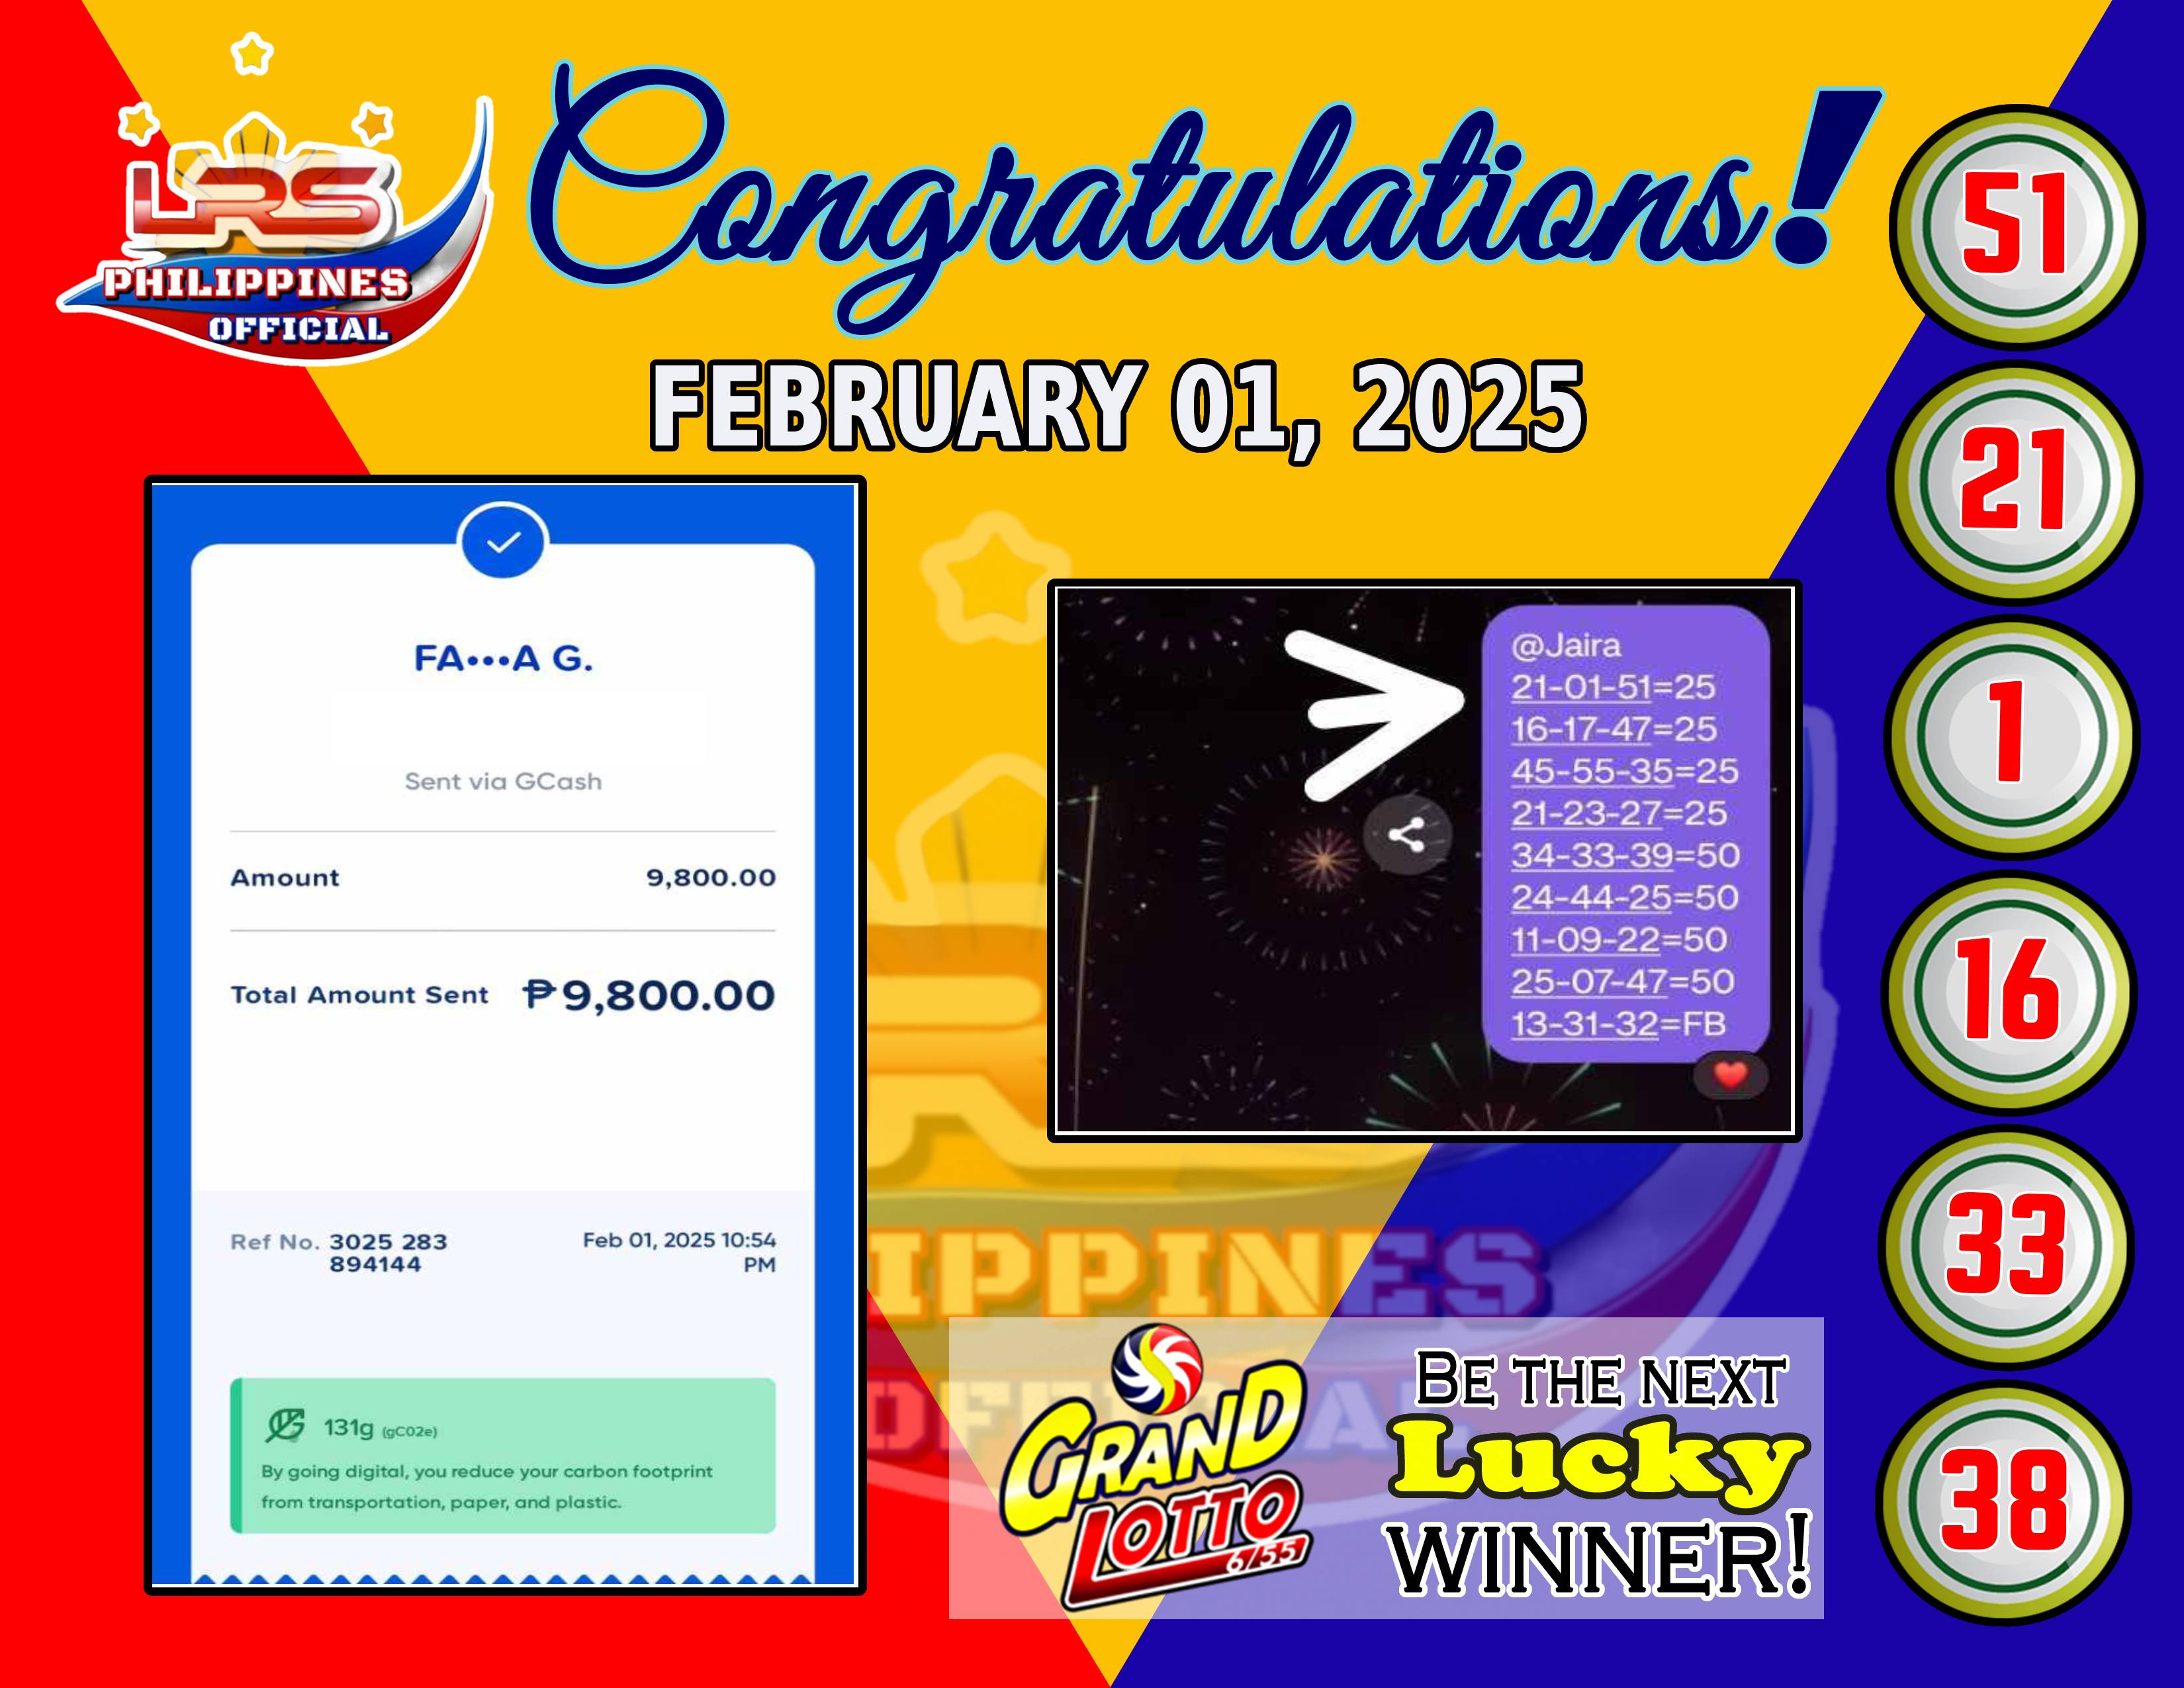 LRS
PHILIPPINES
OFFICIAL
Congratulations!
FEBRUARY 01, 2025
FA•••A G.
Sent via GCash
Amount 9,800.00
Total Amount Sent ₱9,800.00
Ref No. 3025 283
894144
Feb 01, 2025 10:54
PM
131g (gC02e)
By going digital, you reduce your carbon footprint
from transportation, paper, and plastic.
@Jaira
21-01-51=25
16-17-47=25
45-55-35=25
21-23-27=25
34-33-39=50
24-44-25=50
11-09-22=50
25-07-47=50
13-31-32=FB
GRAND
LOTTO
6/55
BE THE NEXT
Lucky
WINNER!
51
21
1
16
33
38